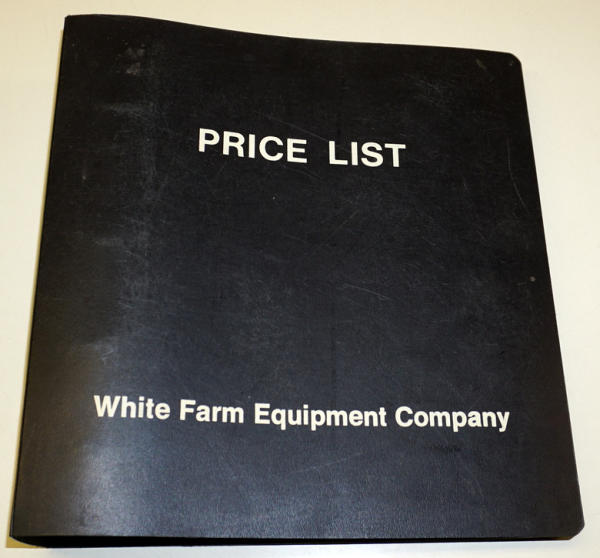 PRICE LIST
White Farm Equipment Company